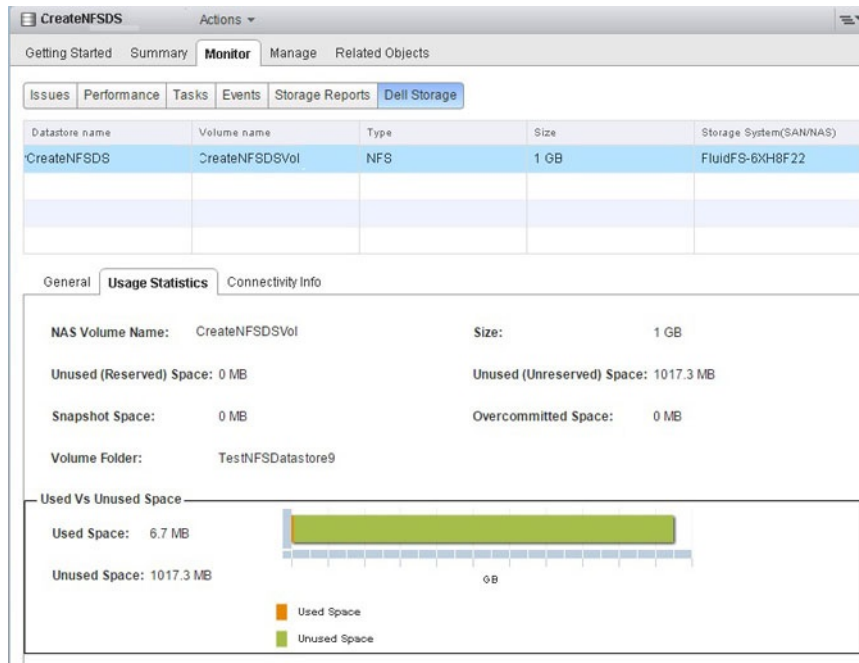 CreateNFSDS Actions
Getting Started Summary Monitor Manage Related Objects
Issues Performance Tasks Events Storage Reports Dell Storage
Datastore name Volume name Type Size Storage System(SAN/NAS)
CreateNFSDS CreateNFSDSVol NFS 1 GB FluidFS-6XH8F22
General Usage Statistics Connectivity Info
NAS Volume Name: CreateNFSDSVol Size: 1 GB
Unused (Reserved) Space: 0 MB Unused (Unreserved) Space: 1017.3 MB
Snapshot Space: 0 MB Overcommitted Space: 0 MB
Volume Folder: TestNFSDatastore9
Used Vs Unused Space
Used Space: 6.7 MB
Unused Space: 1017.3 MB
GB
Used Space
Unused Space